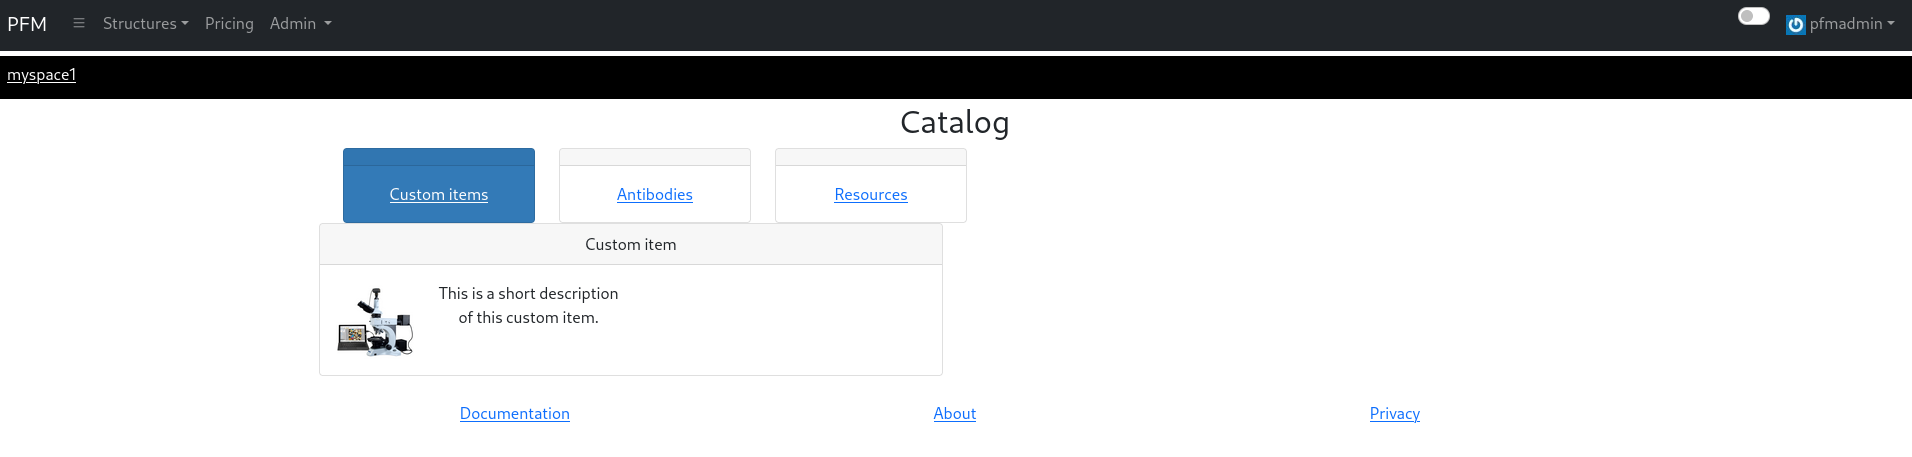 PFM Structures Pricing Admin pfmadmin
myspace1
Catalog
Custom items Antibodies Resources
Custom item
This is a short description
of this custom item.
Documentation About Privacy